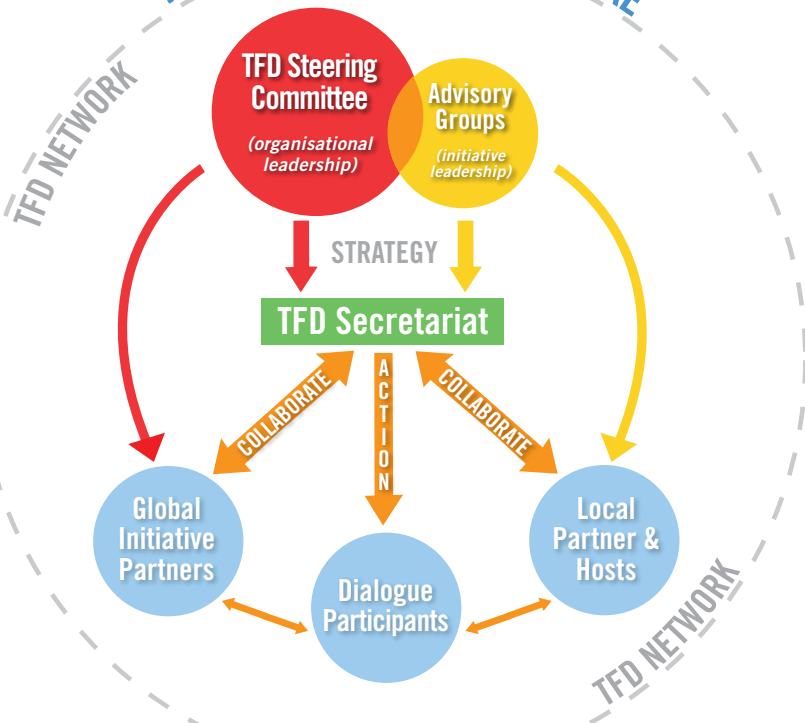 TFD NETWORK
TFD Steering
Committee
(organisational
leadership)
Advisory
Groups
(initiative
leadership)
STRATEGY
TFD Secretariat
COLLABORATE
ACTION
COLLABORATE
Global
Initiative
Partners
Local
Partner &
Hosts
Dialogue
Participants
TFD NETWORK